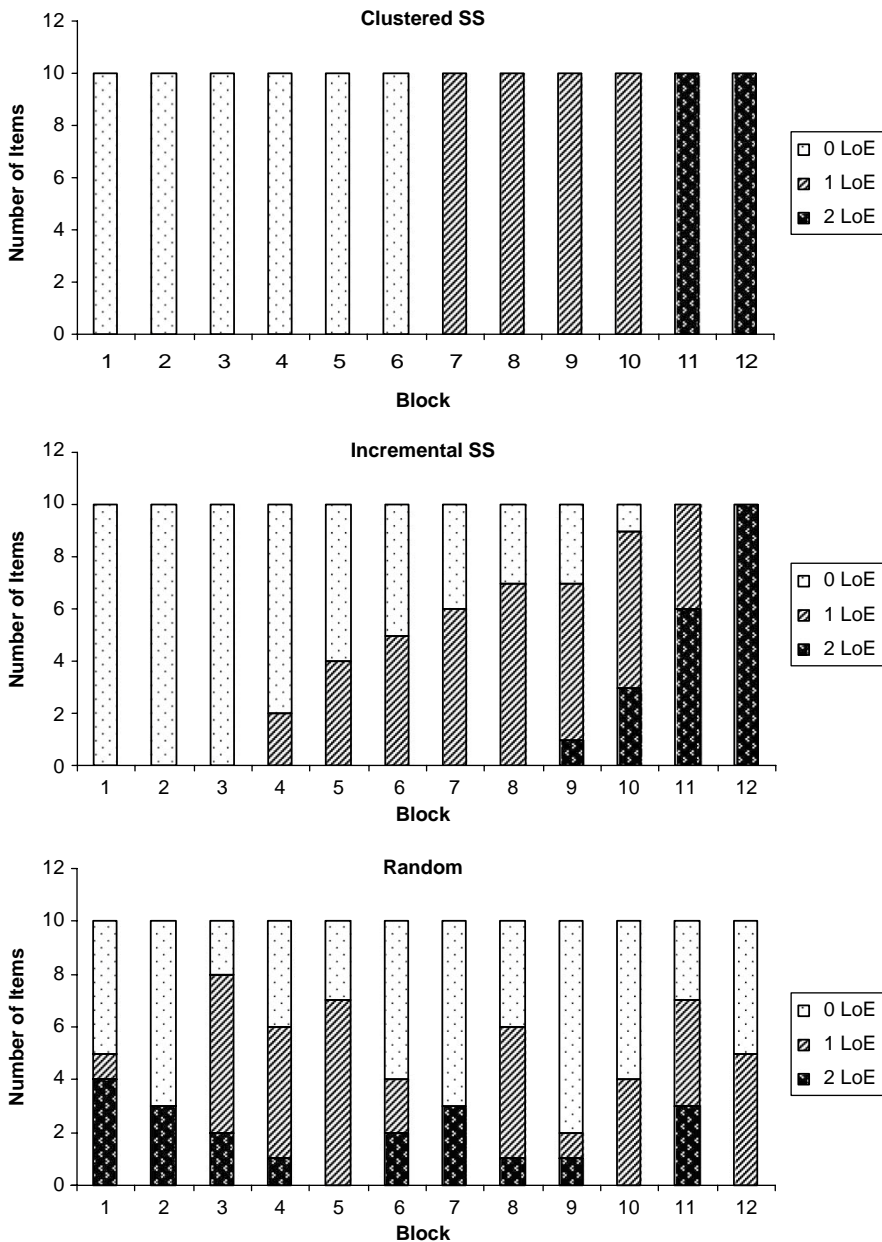 Clustered SS
12
10
8
6
4
2
0
Number of Items
1 2 3 4 5 6 7 8 9 10 11 12
Block
0 LoE
1 LoE
2 LoE
Incremental SS
12
10
8
6
4
2
0
Number of Items
1 2 3 4 5 6 7 8 9 10 11 12
Block
0 LoE
1 LoE
2 LoE
Random
12
10
8
6
4
2
0
Number of Items
1 2 3 4 5 6 7 8 9 10 11 12
Block
0 LoE
1 LoE
2 LoE